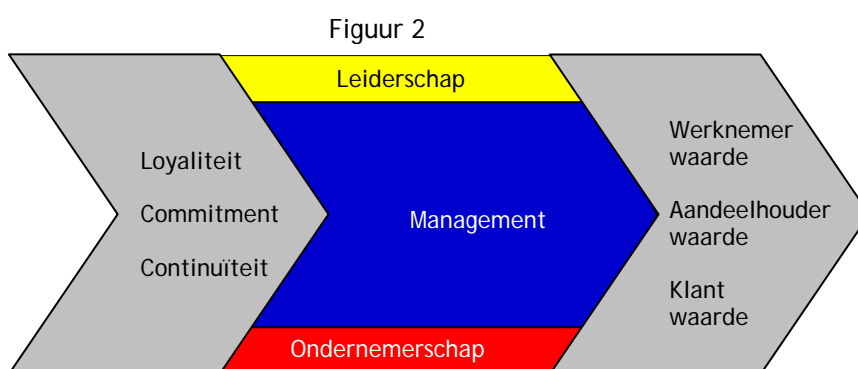 Figuur 2
Leiderschap
Loyaliteit
Commitment
Continuïteit
Management
Werknemer
waarde
Aandeelhouder
waarde
Klant
waarde
Ondernemerschap